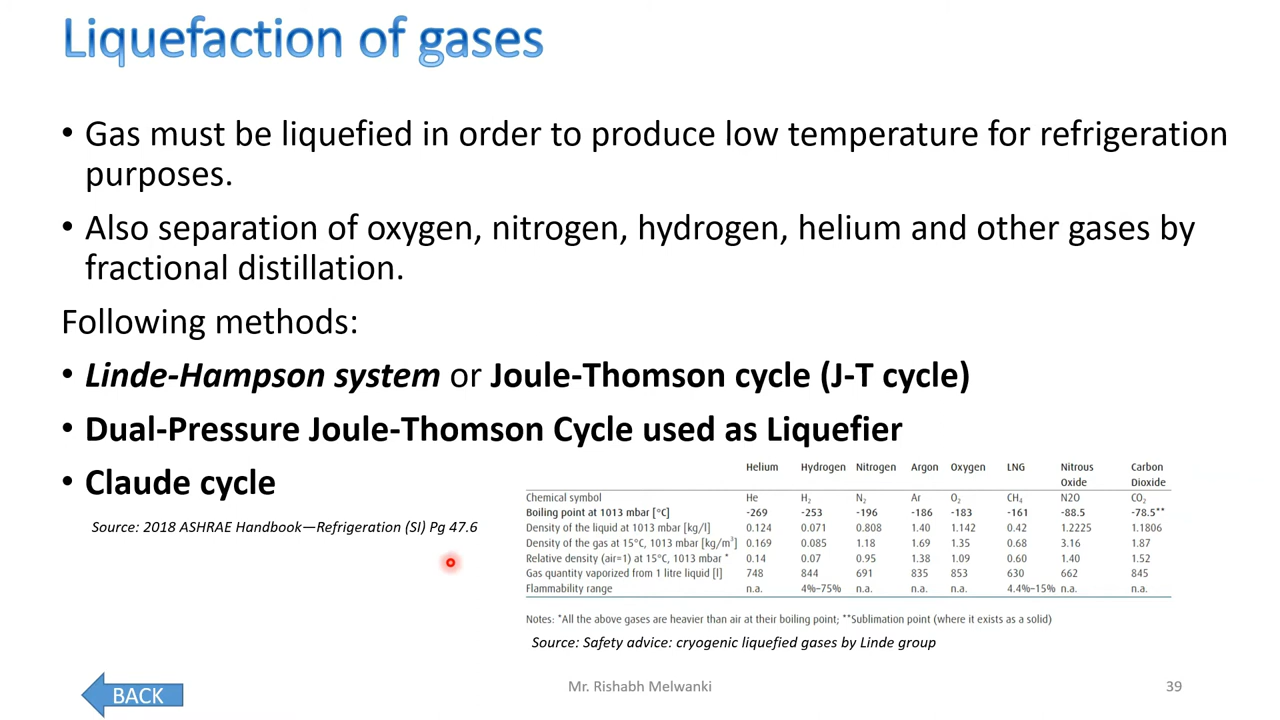 Liquefaction of gases
• Gas must be liquefied in order to produce low temperature for refrigeration
purposes.
• Also separation of oxygen, nitrogen, hydrogen, helium and other gases by
fractional distillation.
Following methods:
• Linde-Hampson system or Joule-Thomson cycle (J-T cycle)
• Dual-Pressure Joule-Thomson Cycle used as Liquefier
• Claude cycle
Source: 2018 ASHRAE Handbook—Refrigeration (SI) Pg 47.6
Helium Hydrogen Nitrogen Argon Oxygen LNG Nitrous Carbon
Oxide Dioxide
Chemical symbol He H₂ N₂ Ar O₂ CH₄ N2O CO₂
Boiling point at 1013 mbar [°C] -269 -253 -196 -186 -183 -161 -88.5 -78.5**
Density of the liquid at 1013 mbar [kg/l] 0.124 0.071 0.808 1.40 1.142 0.42 1.2225 1.1806
Density of the gas at 15°C, 1013 mbar [kg/m³] 0.169 0.085 1.18 1.69 1.35 0.68 3.16 1.87
Relative density (air=1) at 15°C, 1013 mbar * 0.14 0.07 0.95 1.38 1.09 0.60 1.40 1.52
Gas quantity vaporized from 1 litre liquid [l] 748 844 691 835 853 630 662 845
Flammability range n.a. 4%–75% n.a. n.a. n.a. 4.4%–15% n.a. n.a.
Notes: *All the above gases are heavier than air at their boiling point; **Sublimation point (where it exists as a solid)
Source: Safety advice: cryogenic liquefied gases by Linde group
BACK
Mr. Rishabh Melwanki
39